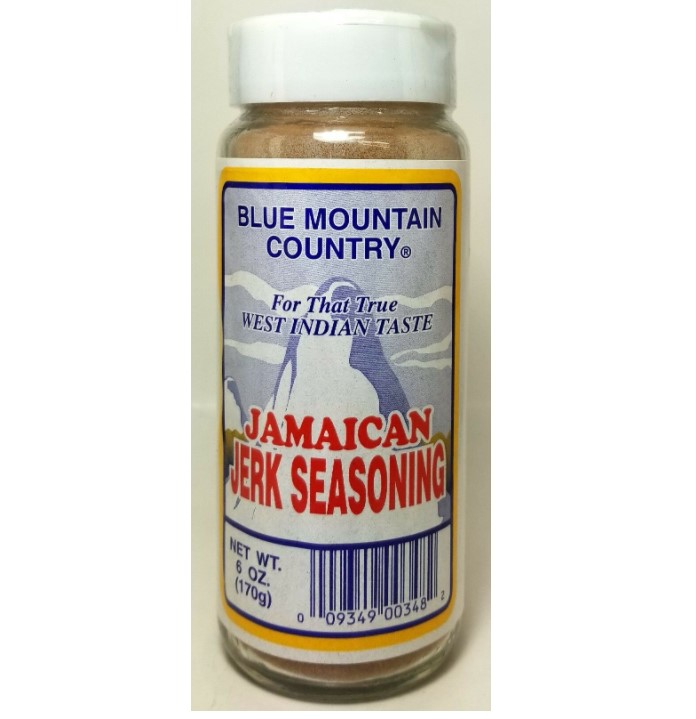 BLUE MOUNTAIN
COUNTRY®
For That True
WEST INDIAN TASTE
JAMAICAN
JERK SEASONING
NET WT.
6 OZ.
(170g)
0 09349 00348 2